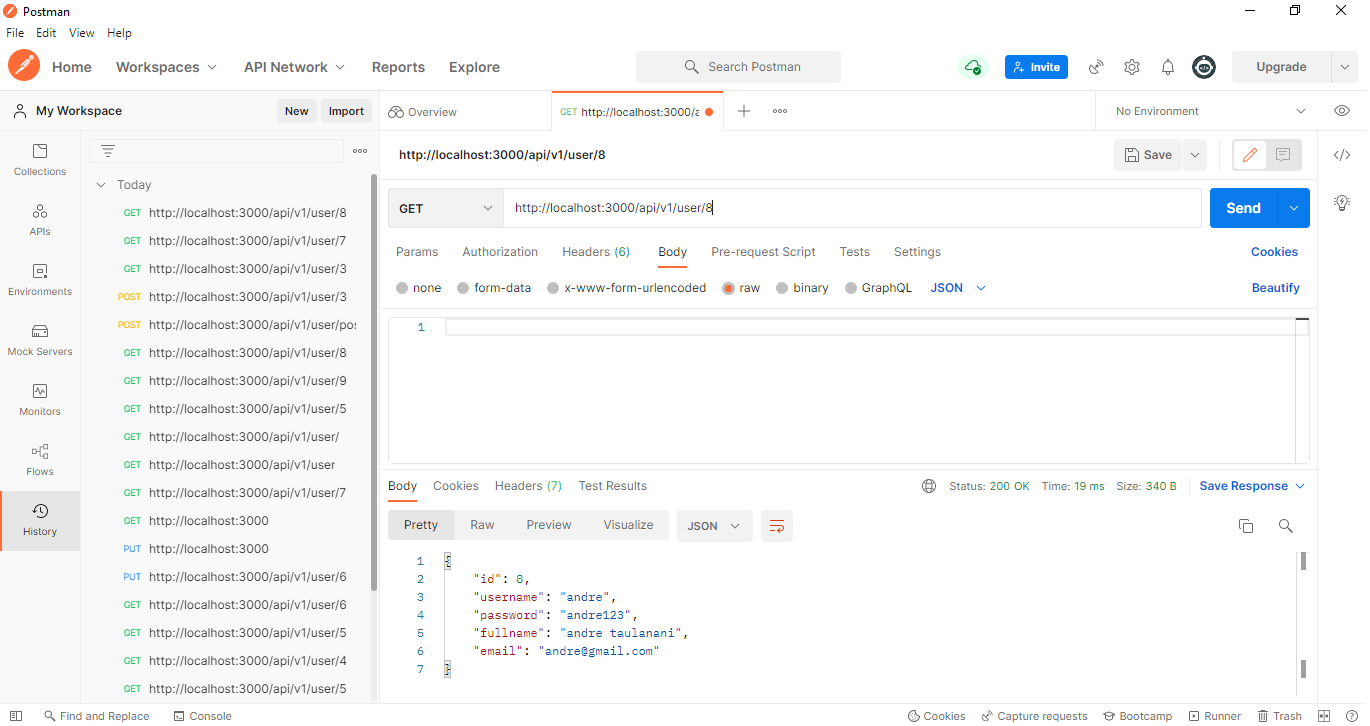 Postman
File Edit View Help
Home Workspaces API Network Reports Explore Search Postman Invite Upgrade
My Workspace New Import Overview GET http://localhost:3000/a No Environment
Collections
APIs
Environments
Mock Servers
Monitors
Flows
History
Today
GET http://localhost:3000/api/v1/user/8
GET http://localhost:3000/api/v1/user/7
GET http://localhost:3000/api/v1/user/3
POST http://localhost:3000/api/v1/user/3
POST http://localhost:3000/api/v1/user/pos
GET http://localhost:3000/api/v1/user/8
GET http://localhost:3000/api/v1/user/9
GET http://localhost:3000/api/v1/user/5
GET http://localhost:3000/api/v1/user/
GET http://localhost:3000/api/v1/user
GET http://localhost:3000/api/v1/user/7
GET http://localhost:3000
PUT http://localhost:3000
PUT http://localhost:3000/api/v1/user/6
GET http://localhost:3000/api/v1/user/6
GET http://localhost:3000/api/v1/user/5
GET http://localhost:3000/api/v1/user/4
GET http://localhost:3000/api/v1/user/5
http://localhost:3000/api/v1/user/8 Save
GET http://localhost:3000/api/v1/user/8 Send
Params Authorization Headers (6) Body Pre-request Script Tests Settings Cookies
none form-data x-www-form-urlencoded raw binary GraphQL JSON Beautify
1
Body Cookies Headers (7) Test Results Status: 200 OK Time: 19 ms Size: 340 B Save Response
Pretty Raw Preview Visualize JSON
1 {
2 "id": 8,
3 "username": "andre",
4 "password": "andre123",
5 "fullname": "andre taulanani",
6 "email": "andre@gmail.com"
7 }
Find and Replace Console Cookies Capture requests Bootcamp Runner Trash